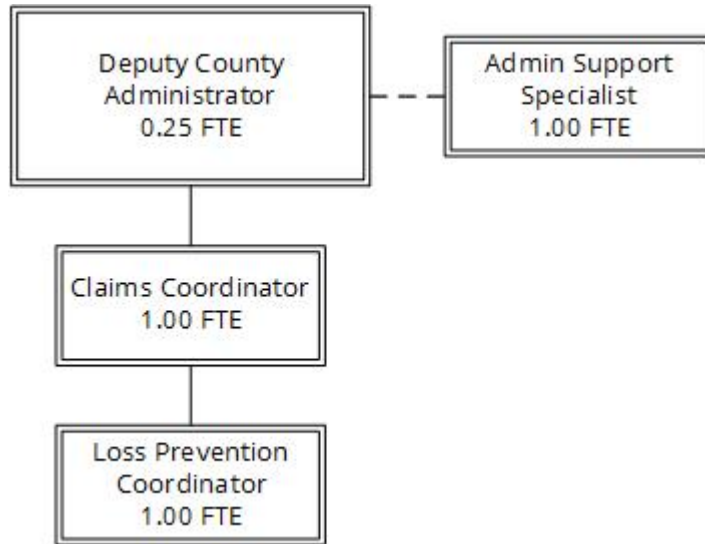 Deputy County
Administrator
0.25 FTE
Admin Support
Specialist
1.00 FTE
Claims Coordinator
1.00 FTE
Loss Prevention
Coordinator
1.00 FTE